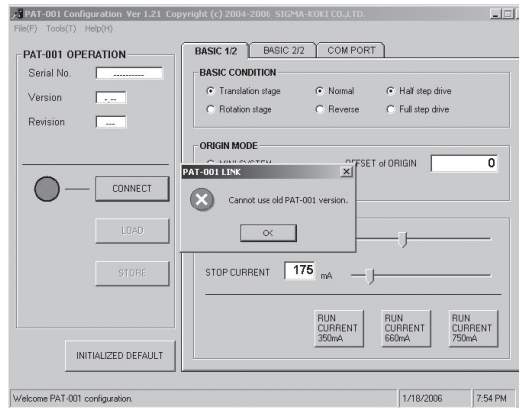 PAT-001 Configuration Ver 1.21 Copyright (c) 2004-2006 SIGMA-KOKI CO.,LTD.
File(F) Tools(T) Help(H)
PAT-001 OPERATION
Serial No. ---------
Version -.--
Revision ---
CONNECT
LOAD
STORE
INITIALIZED DEFAULT
BASIC 1/2 BASIC 2/2 COM PORT
BASIC CONDITION
Translation stage Normal Half step drive
Rotation stage Reverse Full step drive
ORIGIN MODE
MINI SYSTEM OFFSET of ORIGIN 0
PAT-001 LINK
Cannot use old PAT-001 version.
OK
STOP CURRENT 175 mA
RUN CURRENT 350mA
RUN CURRENT 660mA
RUN CURRENT 750mA
Welcome PAT-001 configuration. 1/18/2006 7:54 PM